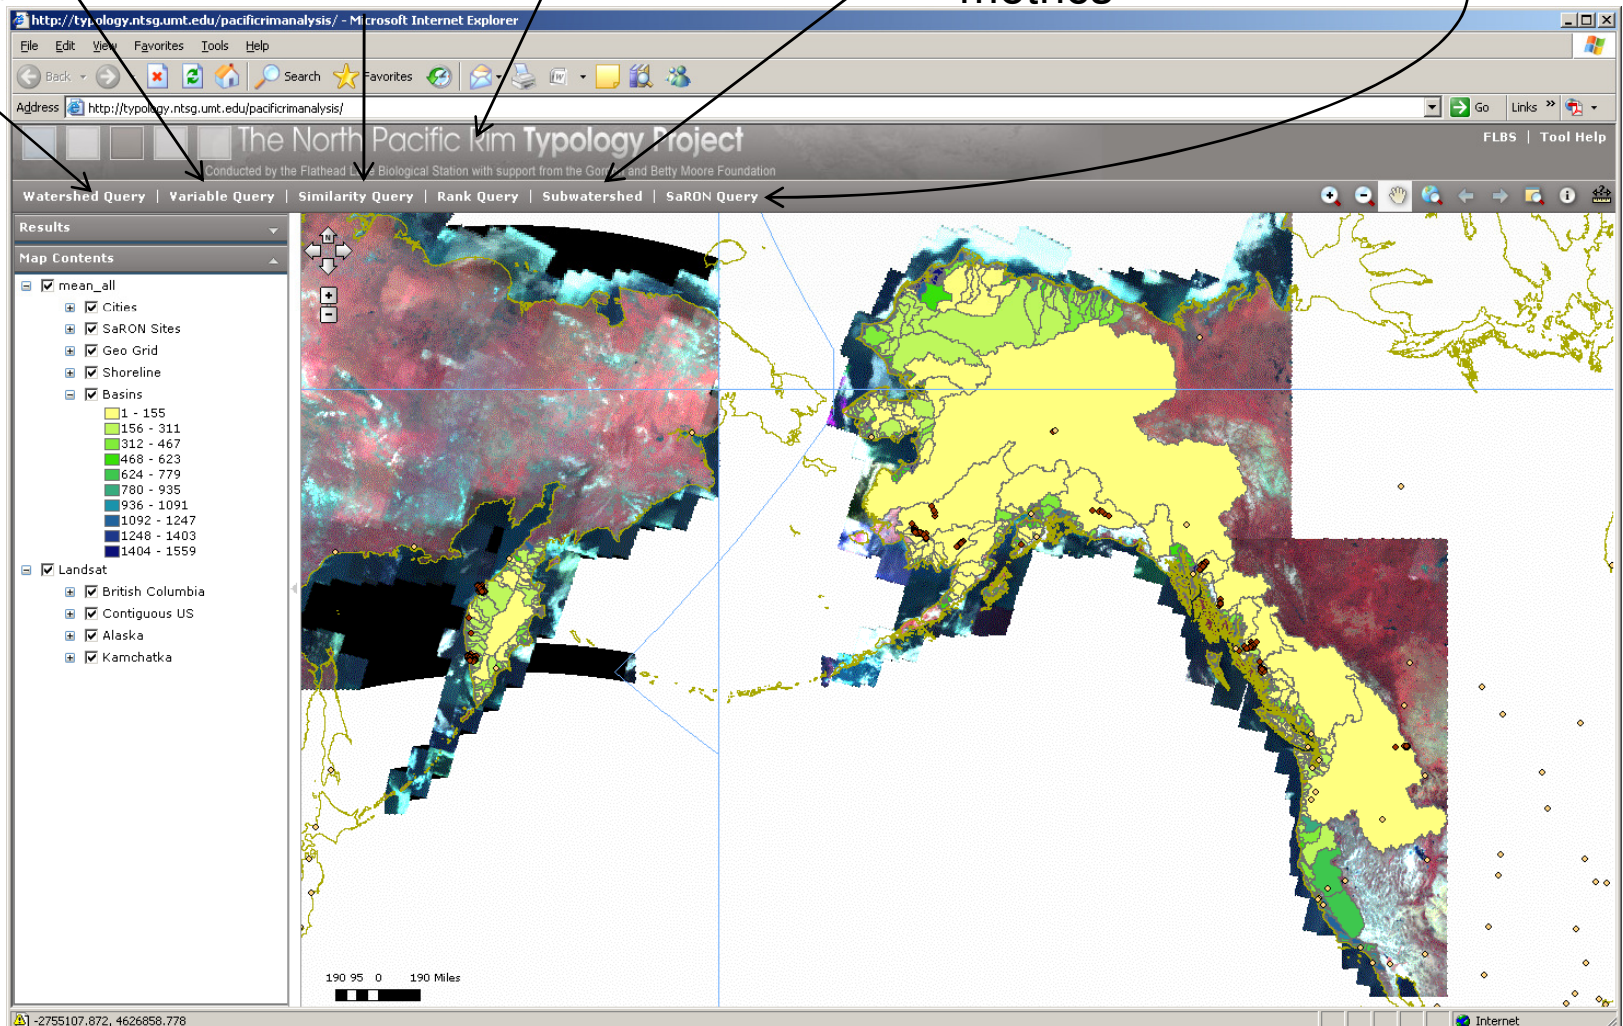 metrics
http://typology.ntsg.umt.edu/pacificrimanalysis/ - Microsoft Internet Explorer
File Edit View Favorites Tools Help
Back Search Favorites
Address http://typology.ntsg.umt.edu/pacificrimanalysis/ Go Links »
The North Pacific Rim Typology Project
FLBS | Tool Help
Conducted by the Flathead Lake Biological Station with support from the Gordon and Betty Moore Foundation
Watershed Query | Variable Query | Similarity Query | Rank Query | Subwatershed | SaRON Query
Results
Map Contents
N
mean_all
Cities
SaRON Sites
Geo Grid
Shoreline
Basins
1 - 155
156 - 311
312 - 467
468 - 623
624 - 779
780 - 935
936 - 1091
1092 - 1247
1248 - 1403
1404 - 1559
Landsat
British Columbia
Contiguous US
Alaska
Kamchatka
190 95 0 190 Miles
-2755107.872, 4626858.778
Internet